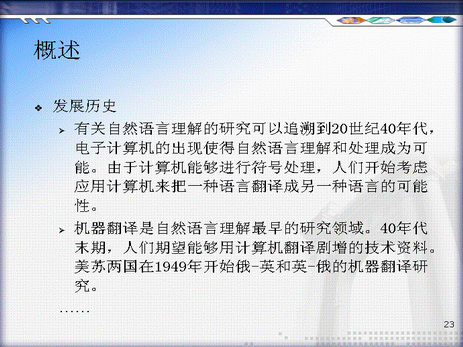 概述
❖ 发展历史
➢ 有关自然语言理解的研究可以追溯到20世纪40年代，
电子计算机的出现使得自然语言理解和处理成为可
能。由于计算机能够进行符号处理，人们开始考虑
应用计算机来把一种语言翻译成另一种语言的可能
性。
➢ 机器翻译是自然语言理解最早的研究领域。40年代
末期，人们期望能够用计算机翻译剧增的技术资料。
美苏两国在1949年开始俄-英和英-俄的机器翻译研
究。
……
23